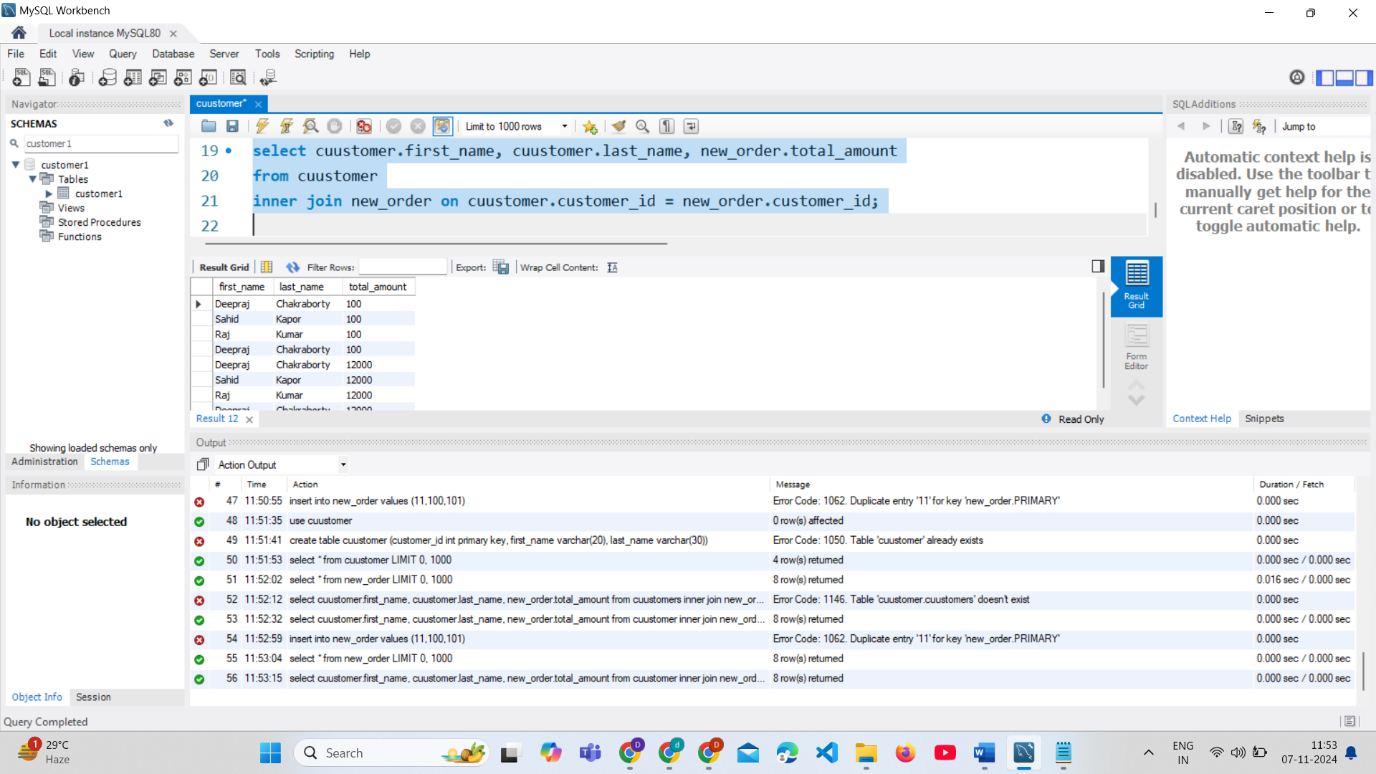 MySQL Workbench
Local instance MySQL80
File Edit View Query Database Server Tools Scripting Help
Navigator
SCHEMAS
customer1
customer1
Tables
customer1
Views
Stored Procedures
Functions
Showing loaded schemas only
Administration Schemas
Information
No object selected
Object Info Session
Query Completed
cuustomer*
Limit to 1000 rows
19 select cuustomer.first_name, cuustomer.last_name, new_order.total_amount
20 from cuustomer
21 inner join new_order on cuustomer.customer_id = new_order.customer_id;
22
Result Grid Filter Rows: Export: Wrap Cell Content:
first_name last_name total_amount
Deepraj Chakraborty 100
Sahid Kapor 100
Raj Kumar 100
Deepraj Chakraborty 100
Deepraj Chakraborty 12000
Sahid Kapor 12000
Raj Kumar 12000
Deepraj Chakraborty 12000
Result Grid
Form Editor
Result 12
Read Only
SQLAdditions
Jump to
Automatic context help is
disabled. Use the toolbar t
manually get help for the
current caret position or to
toggle automatic help.
Context Help Snippets
Output
Action Output
# Time Action Message Duration / Fetch
47 11:50:55 insert into new_order values (11,100,101) Error Code: 1062. Duplicate entry '11' for key 'new_order.PRIMARY' 0.000 sec
48 11:51:35 use cuustomer 0 row(s) affected 0.000 sec
49 11:51:41 create table cuustomer (customer_id int primary key, first_name varchar(20), last_name varchar(30)) Error Code: 1050. Table 'cuustomer' already exists 0.000 sec
50 11:51:53 select * from cuustomer LIMIT 0, 1000 4 row(s) returned 0.000 sec / 0.000 sec
51 11:52:02 select * from new_order LIMIT 0, 1000 8 row(s) returned 0.016 sec / 0.000 sec
52 11:52:12 select cuustomer.first_name, cuustomer.last_name, new_order.total_amount from cuustomers inner join new_or... Error Code: 1146. Table 'cuustomer.cuustomers' doesn't exist 0.000 sec
53 11:52:32 select cuustomer.first_name, cuustomer.last_name, new_order.total_amount from cuustomer inner join new_ord... 8 row(s) returned 0.000 sec / 0.000 sec
54 11:52:59 insert into new_order values (11,100,101) Error Code: 1062. Duplicate entry '11' for key 'new_order.PRIMARY' 0.000 sec
55 11:53:04 select * from new_order LIMIT 0, 1000 8 row(s) returned 0.000 sec / 0.000 sec
56 11:53:15 select cuustomer.first_name, cuustomer.last_name, new_order.total_amount from cuustomer inner join new_ord... 8 row(s) returned 0.000 sec / 0.000 sec
1
29°C
Haze
Search
ENG
IN
11:53
07-11-2024